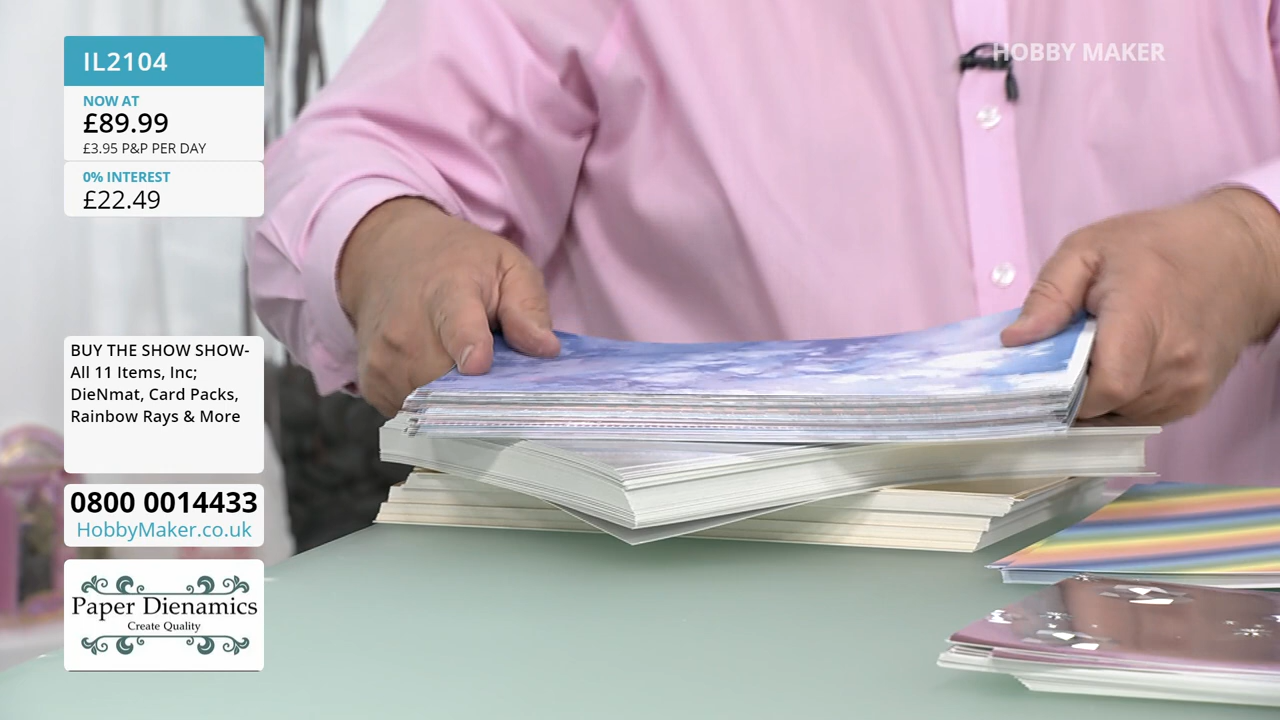 IL2104
NOW AT
£89.99
£3.95 P&P PER DAY
0% INTEREST
£22.49
BUY THE SHOW SHOW-
All 11 Items, Inc;
DieNmat, Card Packs,
Rainbow Rays & More
0800 0014433
HobbyMaker.co.uk
Paper Dienamics
Create Quality
HOBBY MAKER